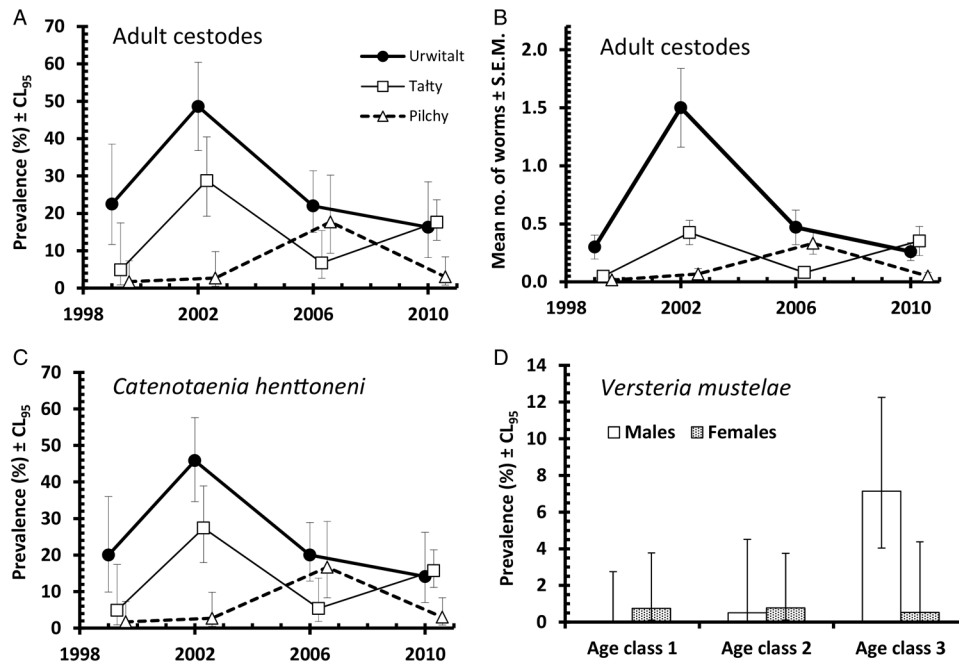 A
Adult cestodes
Prevalence (%) ± CL95
60
50
40
30
20
10
0
1998
2002
2006
2010
Urwitalt
Tałty
Pilchy
B
Adult cestodes
Mean no. of worms ± S.E.M.
2.0
1.5
1.0
0.5
0.0
1998
2002
2006
2010
C
Catenotaenia henttoneni
Prevalence (%) ± CL95
60
50
40
30
20
10
0
1998
2002
2006
2010
D
Versteria mustelae
Males
Females
Prevalence (%) ± CL95
14
12
10
8
6
4
2
0
Age class 1
Age class 2
Age class 3